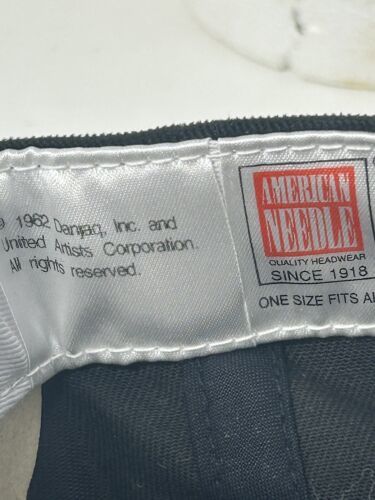 © 1962 Danjaq, Inc. and
United Artists Corporation.
All rights reserved.
AMERICAN
NEEDLE
QUALITY HEADWEAR
SINCE 1918
ONE SIZE FITS